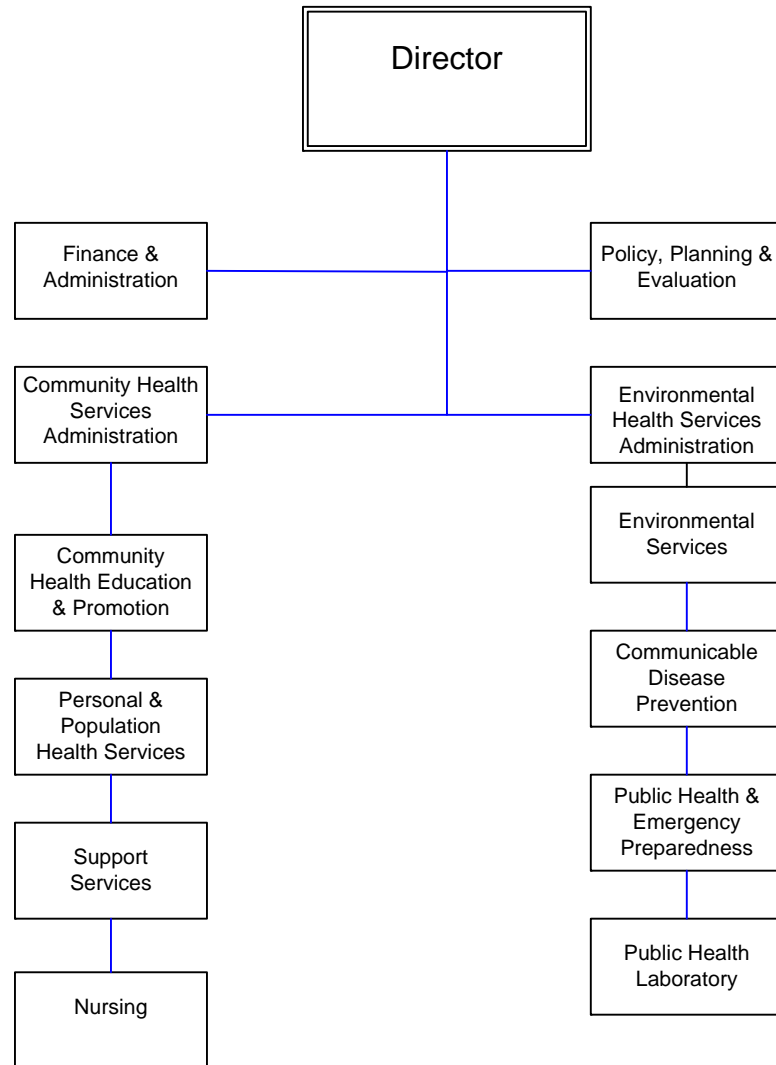 Director
Finance &
Administration
Policy, Planning &
Evaluation
Community Health
Services
Administration
Environmental
Health Services
Administration
Community
Health Education
& Promotion
Environmental
Services
Personal &
Population
Health Services
Communicable
Disease
Prevention
Support
Services
Public Health &
Emergency
Preparedness
Nursing
Public Health
Laboratory